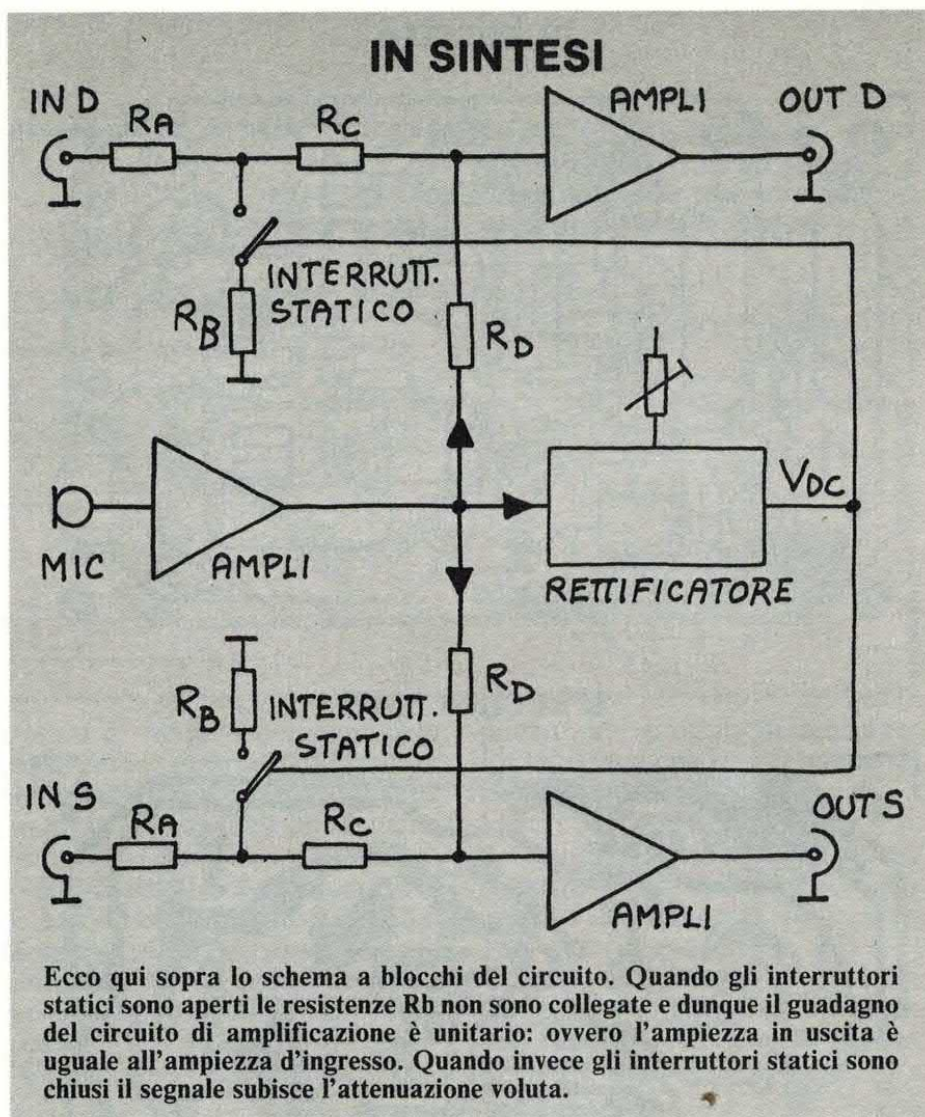 IN SINTESI
IN D
RA
RC
AMPLI
OUT D
INTERRUTT.
STATICO
RB
RD
MIC
AMPLI
VDC
RETTIFICATORE
RB
INTERRUTT.
STATICO
RD
IN S
RA
RC
AMPLI
OUT S
Ecco qui sopra lo schema a blocchi del circuito. Quando gli interruttori
statici sono aperti le resistenze Rb non sono collegate e dunque il guadagno
del circuito di amplificazione è unitario: ovvero l'ampiezza in uscita è
uguale all'ampiezza d'ingresso. Quando invece gli interruttori statici sono
chiusi il segnale subisce l'attenuazione voluta.